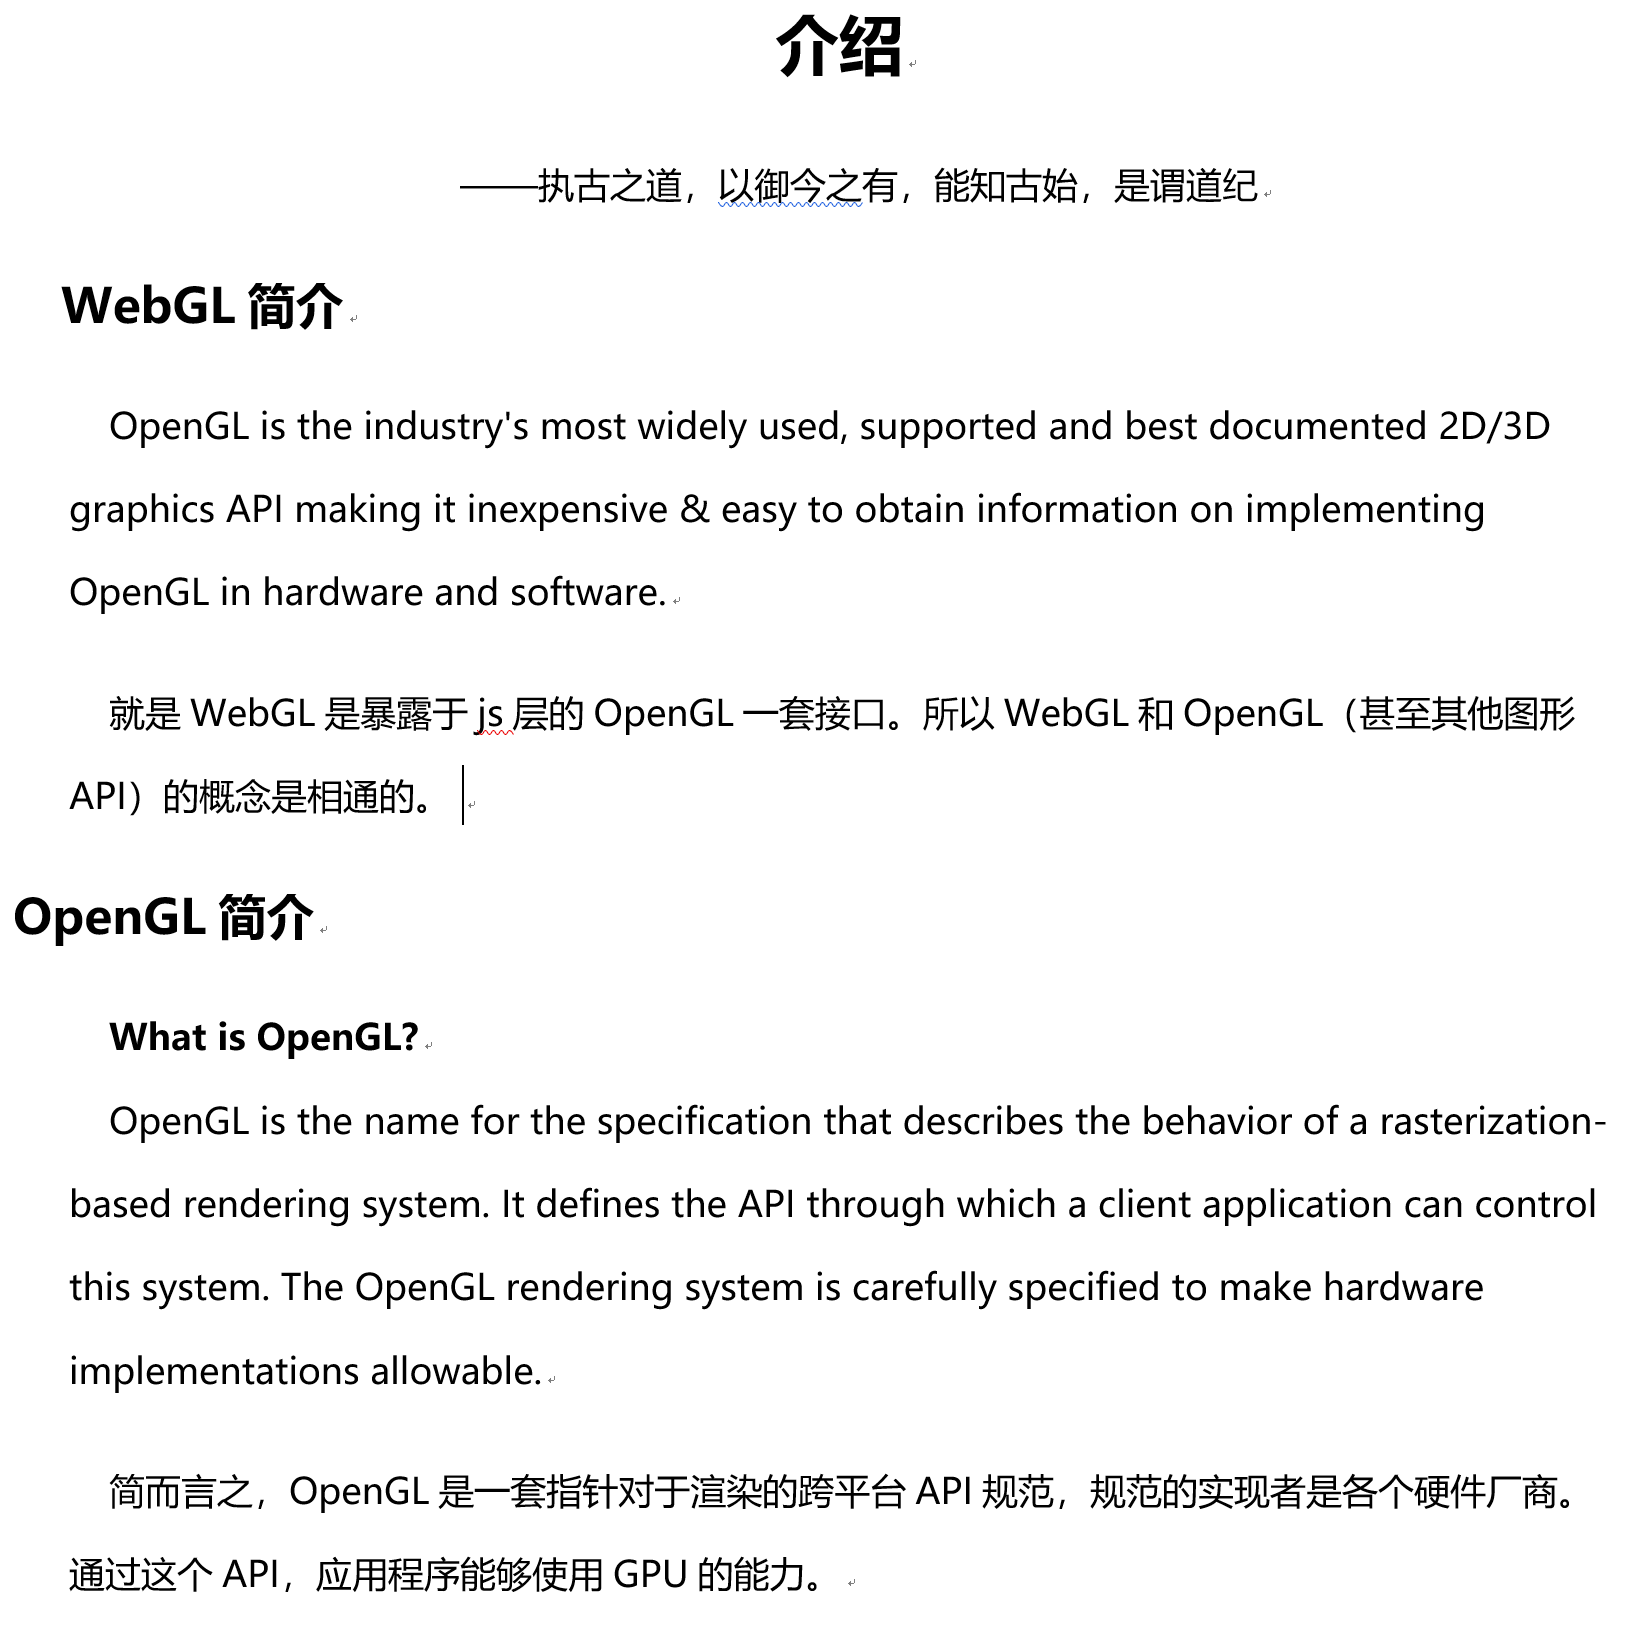 介绍
——执古之道，以御今之有，能知古始，是谓道纪
WebGL 简介
OpenGL is the industry's most widely used, supported and best documented 2D/3D
graphics API making it inexpensive & easy to obtain information on implementing
OpenGL in hardware and software.
就是 WebGL 是暴露于 js 层的 OpenGL 一套接口。所以 WebGL 和 OpenGL（甚至其他图形
API）的概念是相通的。
OpenGL 简介
What is OpenGL?
OpenGL is the name for the specification that describes the behavior of a rasterization-
based rendering system. It defines the API through which a client application can control
this system. The OpenGL rendering system is carefully specified to make hardware
implementations allowable.
简而言之，OpenGL 是一套指针对于渲染的跨平台 API 规范，规范的实现者是各个硬件厂商。
通过这个 API，应用程序能够使用 GPU 的能力。